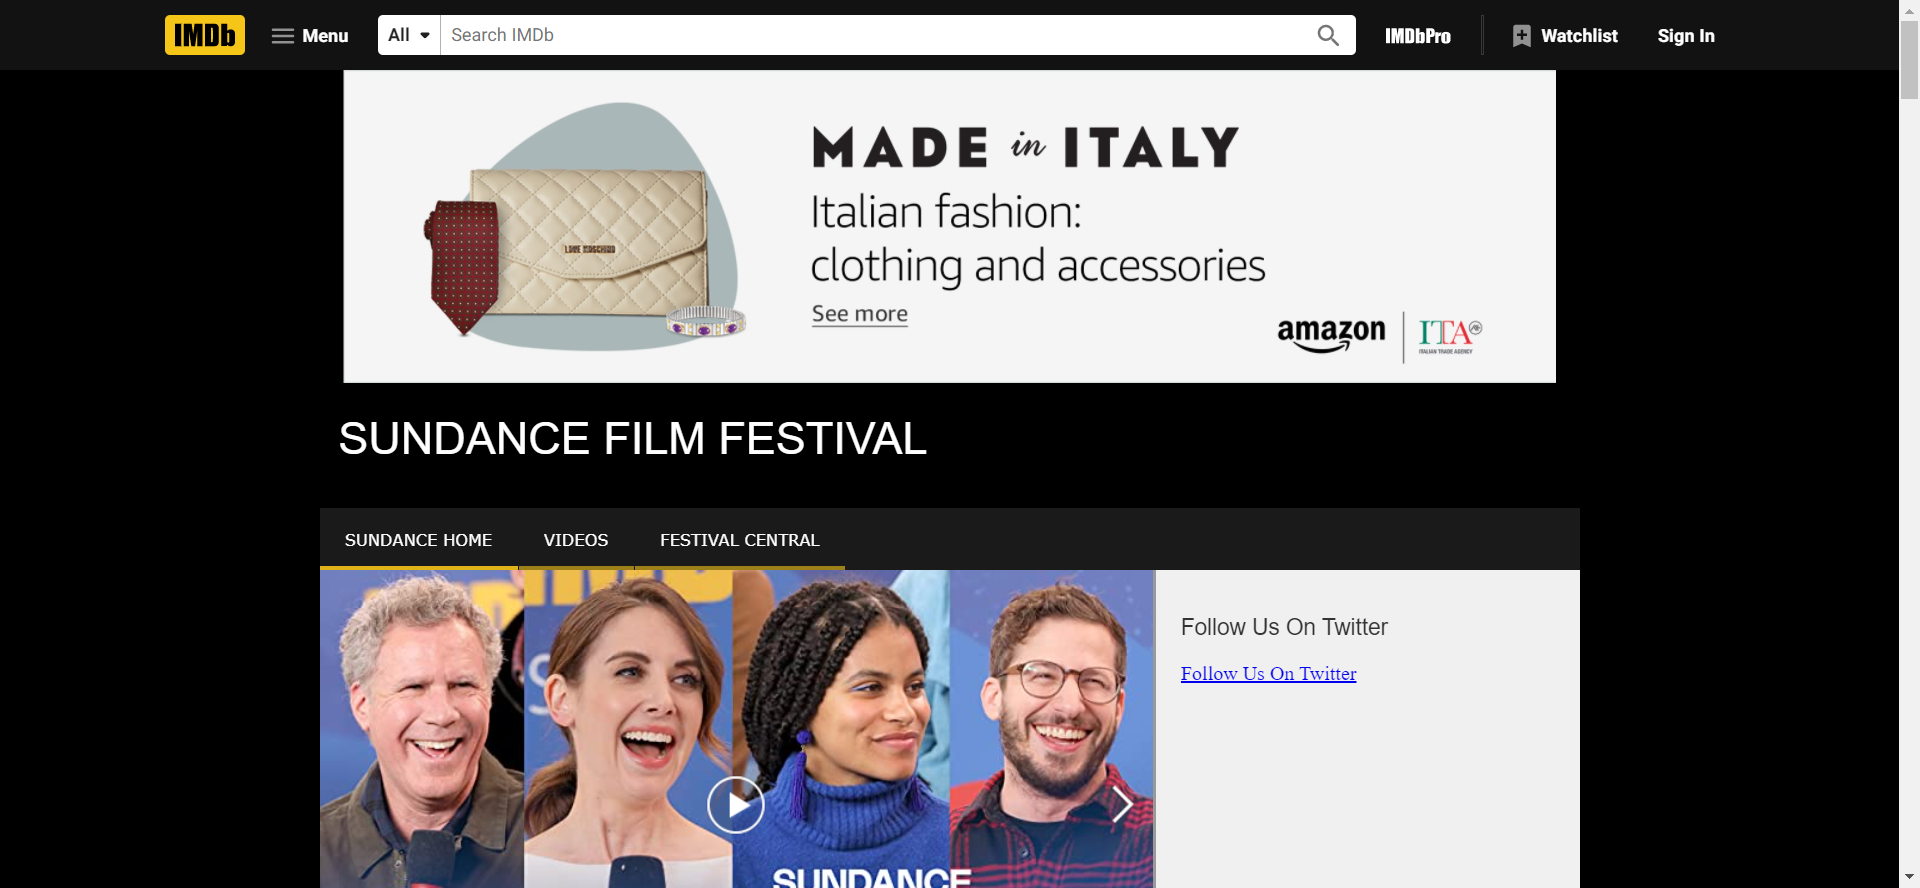 IMDb
Menu
All
Search IMDb
IMDbPro
Watchlist
Sign In
MADE in ITALY
Italian fashion:
clothing and accessories
See more
LOVE MOSCHINO
amazon
ITA
ITALIAN TRADE AGENCY
SUNDANCE FILM FESTIVAL
SUNDANCE HOME
VIDEOS
FESTIVAL CENTRAL
Follow Us On Twitter
Follow Us On Twitter
SUNDANCE